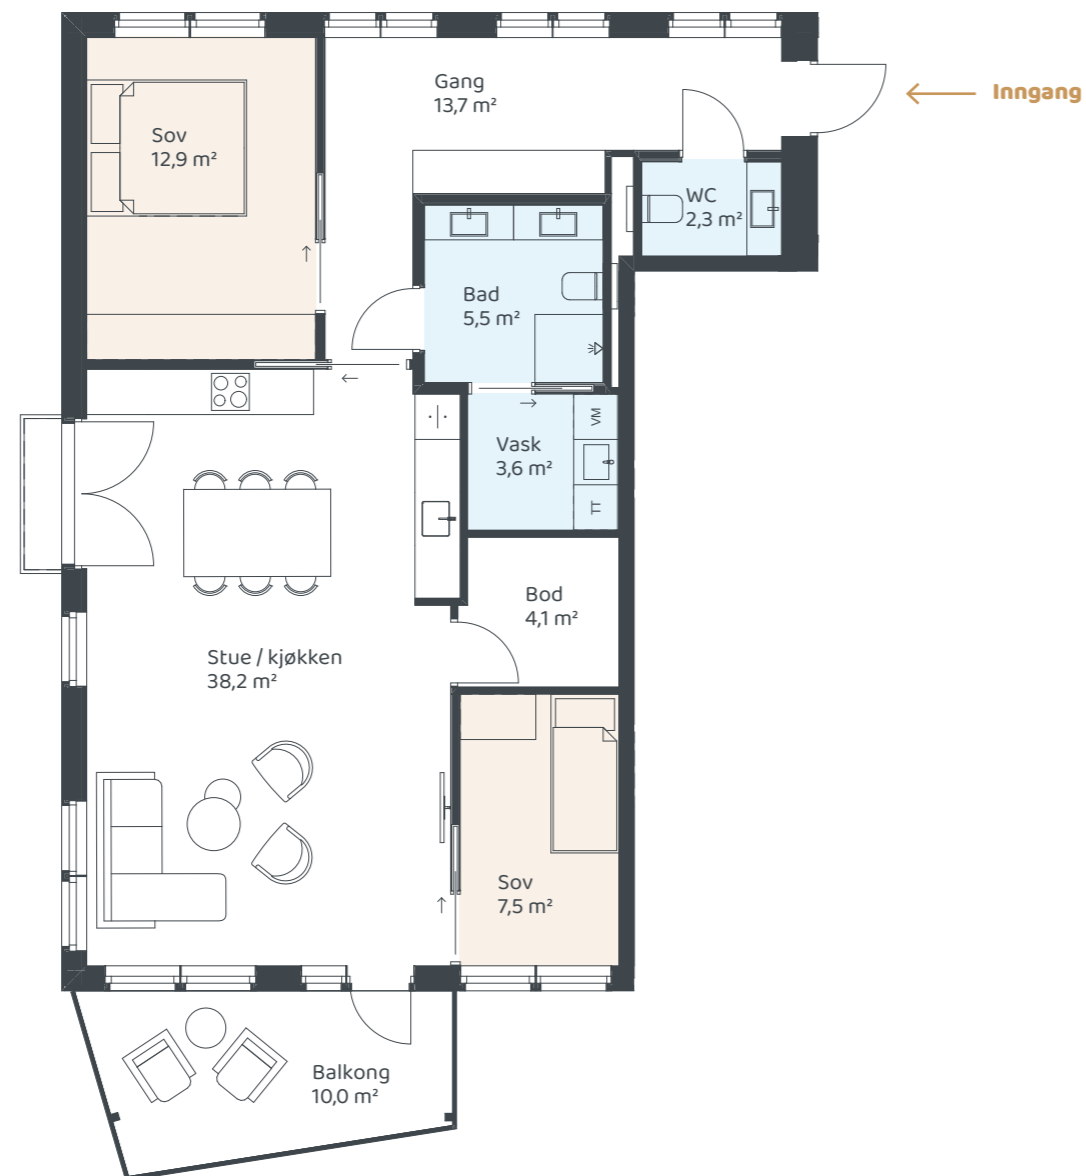 Gang
13,7 m²
Inngang
Sov
12,9 m²
WC
2,3 m²
Bad
5,5 m²
VM
Vask
3,6 m²
TT
Bod
4,1 m²
Stue / kjøkken
38,2 m²
Sov
7,5 m²
Balkong
10,0 m²